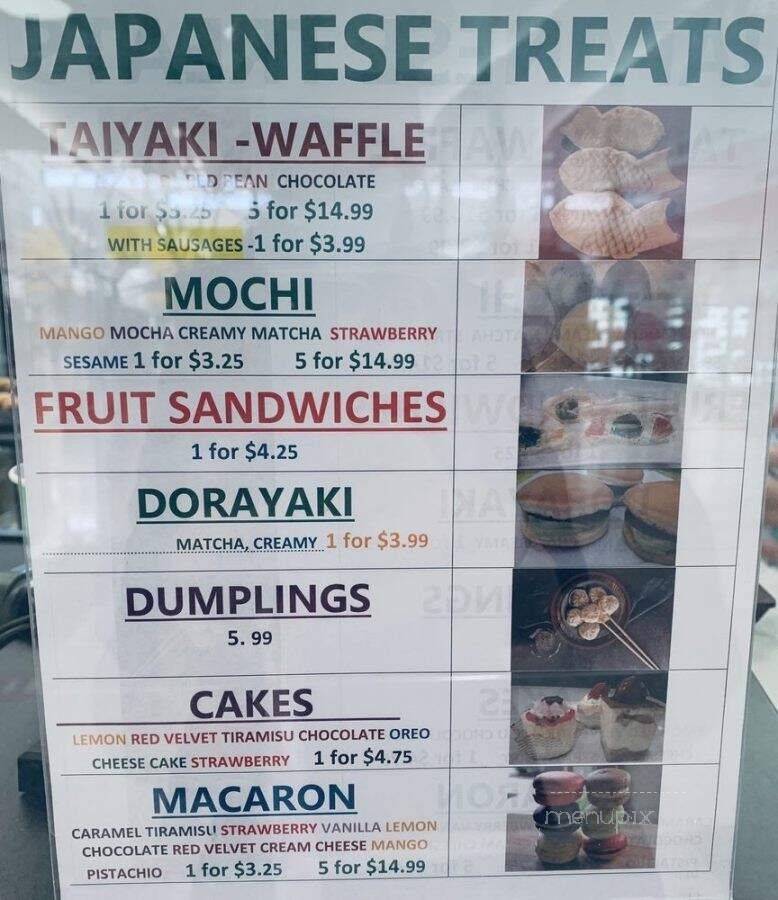 JAPANESE TREATS
TAIYAKI -WAFFLE
RED BEAN CHOCOLATE
1 for $3.25 5 for $14.99
WITH SAUSAGES -1 for $3.99
MOCHI
MANGO MOCHA CREAMY MATCHA STRAWBERRY
SESAME 1 for $3.25 5 for $14.99
FRUIT SANDWICHES
1 for $4.25
DORAYAKI
MATCHA, CREAMY 1 for $3.99
DUMPLINGS
5. 99
CAKES
LEMON RED VELVET TIRAMISU CHOCOLATE OREO
CHEESE CAKE STRAWBERRY 1 for $4.75
MACARON
CARAMEL TIRAMISU STRAWBERRY VANILLA LEMON
CHOCOLATE RED VELVET CREAM CHEESE MANGO
PISTACHIO 1 for $3.25 5 for $14.99
menupix